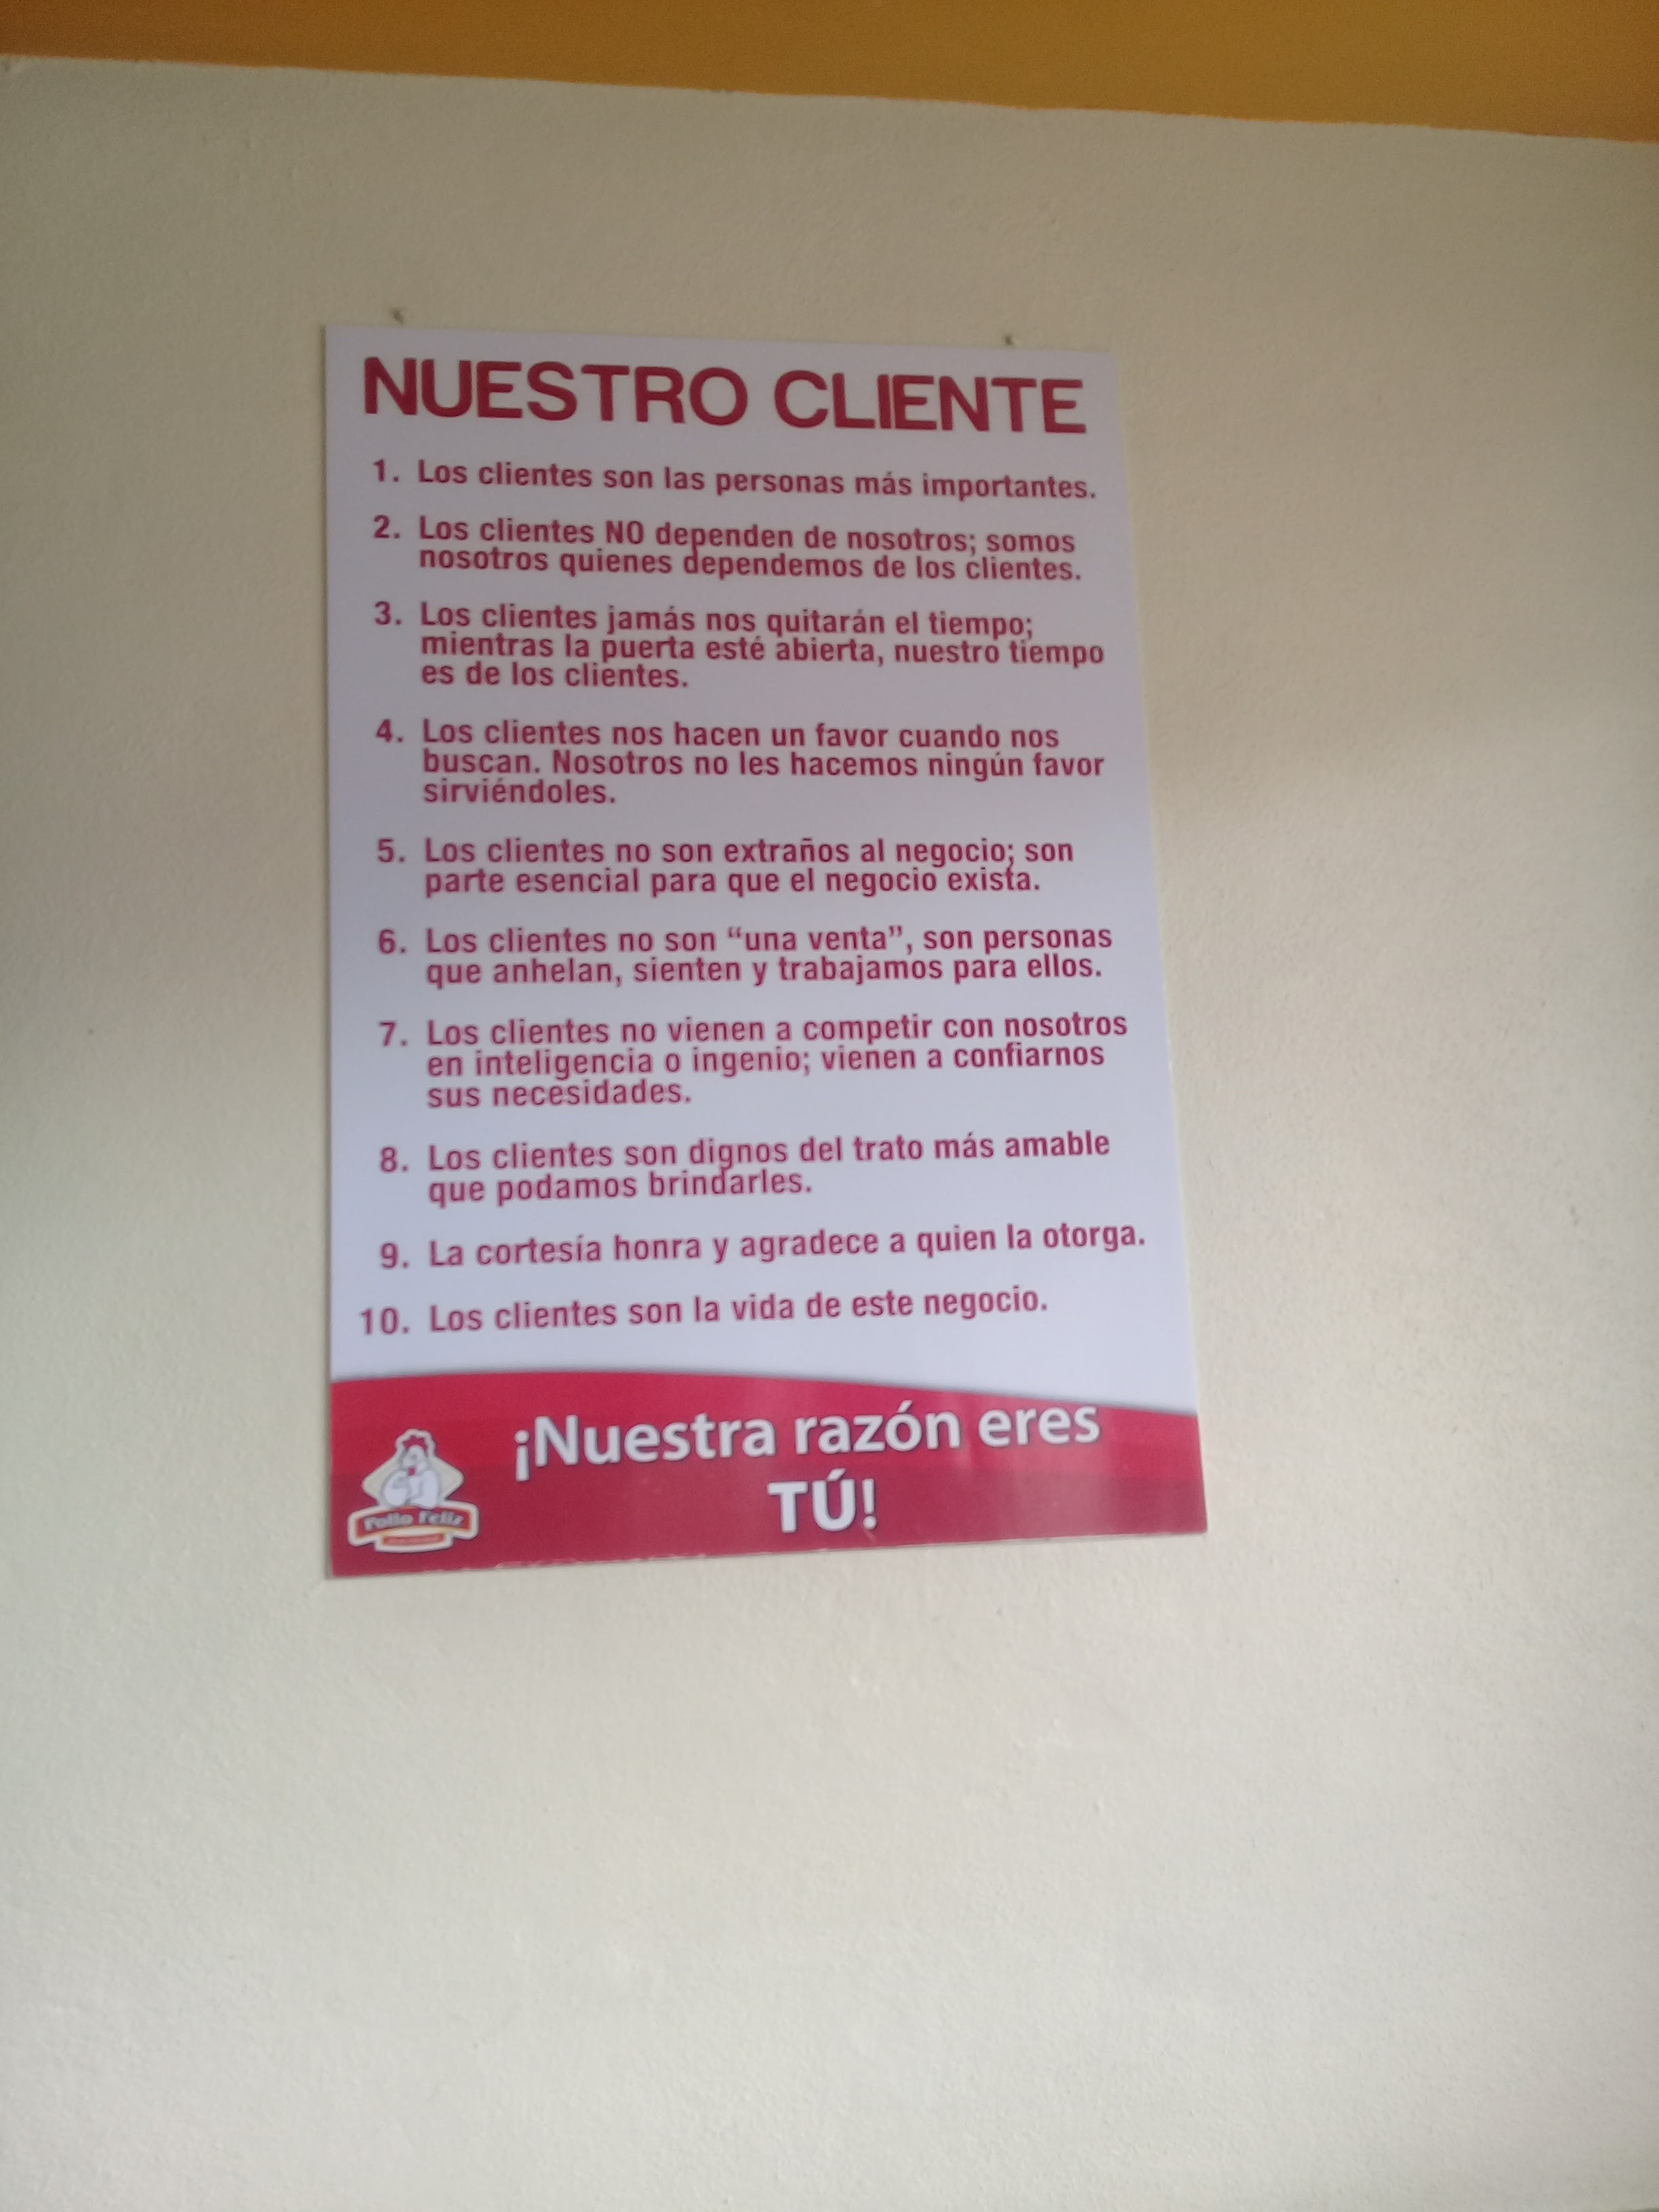 NUESTRO CLIENTE
1. Los clientes son las personas más importantes.
2. Los clientes NO dependen de nosotros; somos
nosotros quienes dependemos de los clientes.
3. Los clientes jamás nos quitarán el tiempo;
mientras la puerta esté abierta, nuestro tiempo
es de los clientes.
4. Los clientes nos hacen un favor cuando nos
buscan. Nosotros no les hacemos ningún favor
sirviéndoles.
5. Los clientes no son extraños al negocio; son
parte esencial para que el negocio exista.
6. Los clientes no son “una venta”, son personas
que anhelan, sienten y trabajamos para ellos.
7. Los clientes no vienen a competir con nosotros
en inteligencia o ingenio; vienen a confiarnos
sus necesidades.
8. Los clientes son dignos del trato más amable
que podamos brindarles.
9. La cortesía honra y agradece a quien la otorga.
10. Los clientes son la vida de este negocio.
¡Nuestra razón eres
TÚ!
Pollo Feliz